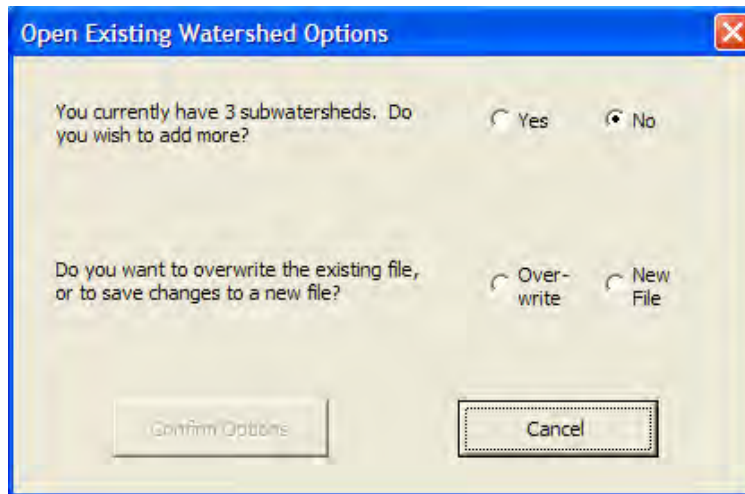 Open Existing Watershed Options
You currently have 3 subwatersheds. Do
you wish to add more?
Yes
No
Do you want to overwrite the existing file,
or to save changes to a new file?
Over-
write
New
File
Confirm Options
Cancel